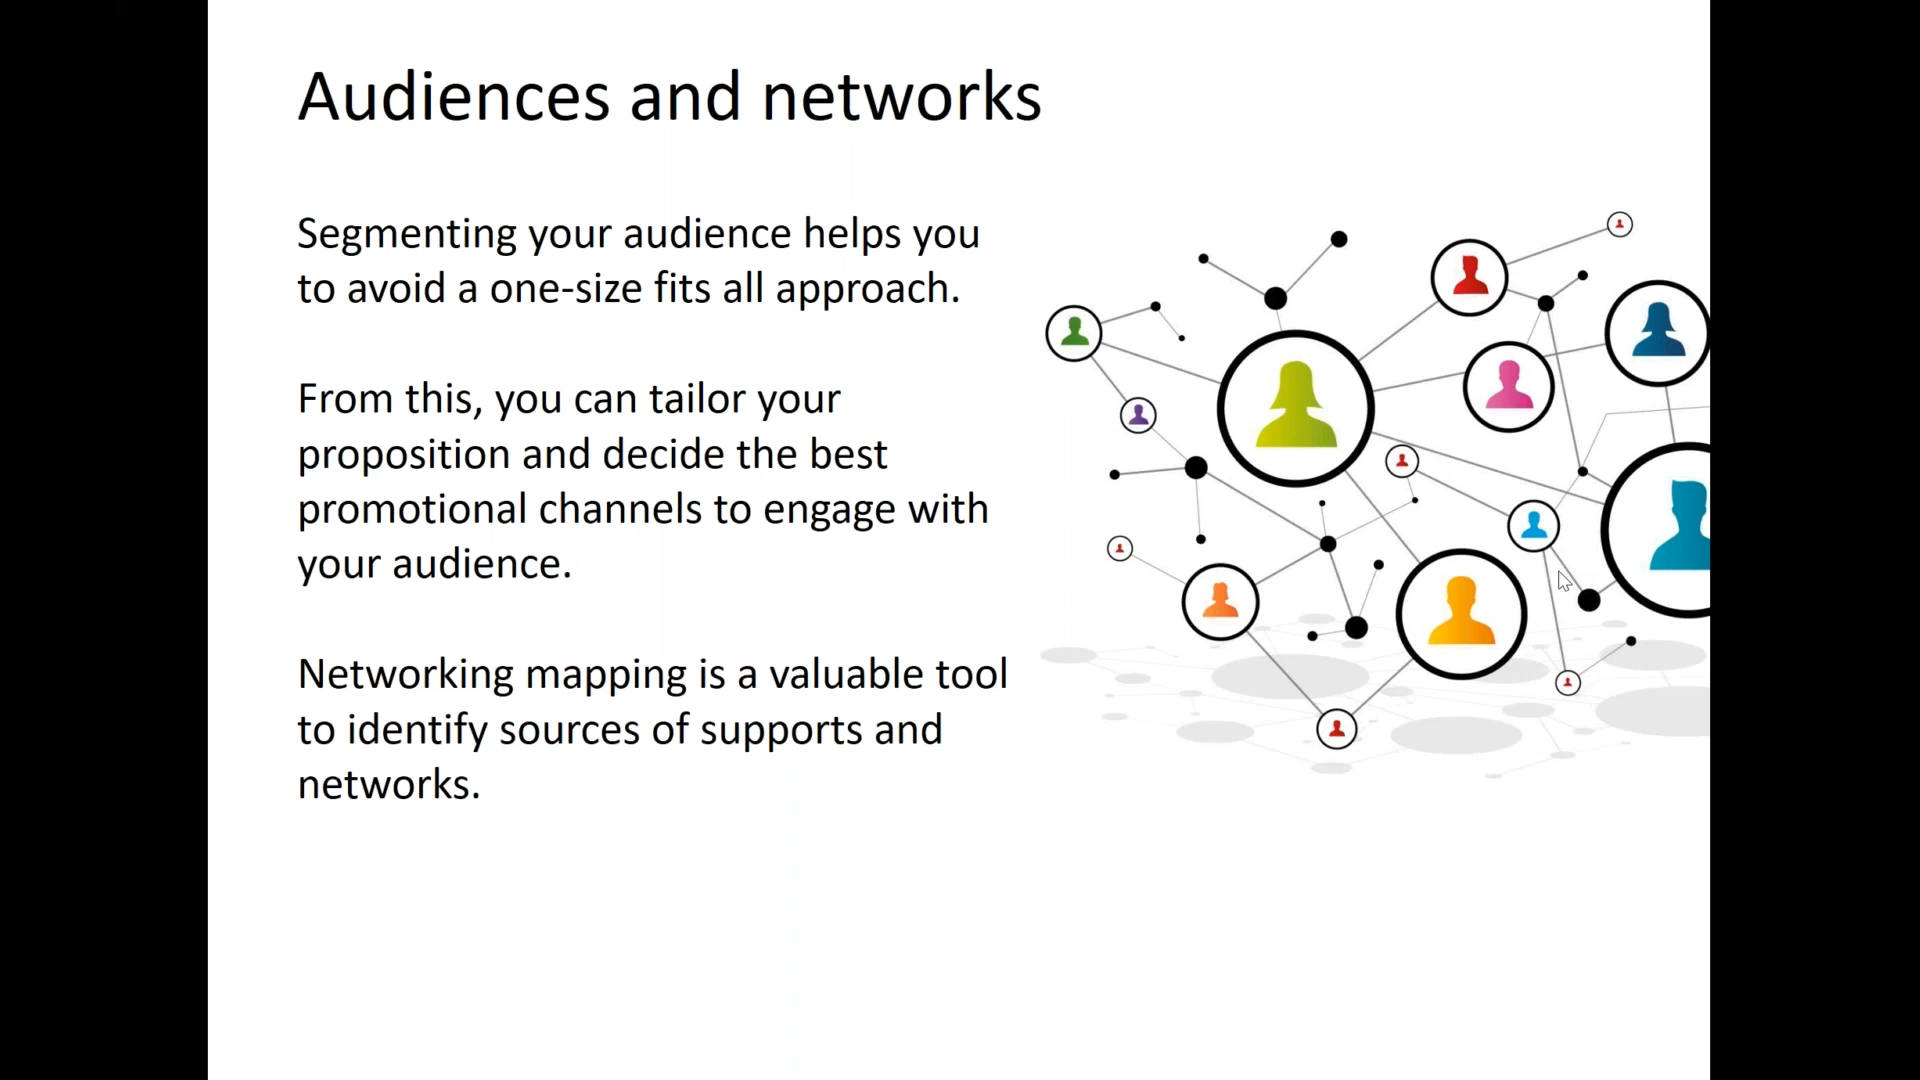 Audiences and networks
Segmenting your audience helps you
to avoid a one-size fits all approach.
From this, you can tailor your
proposition and decide the best
promotional channels to engage with
your audience.
Networking mapping is a valuable tool
to identify sources of supports and
networks.